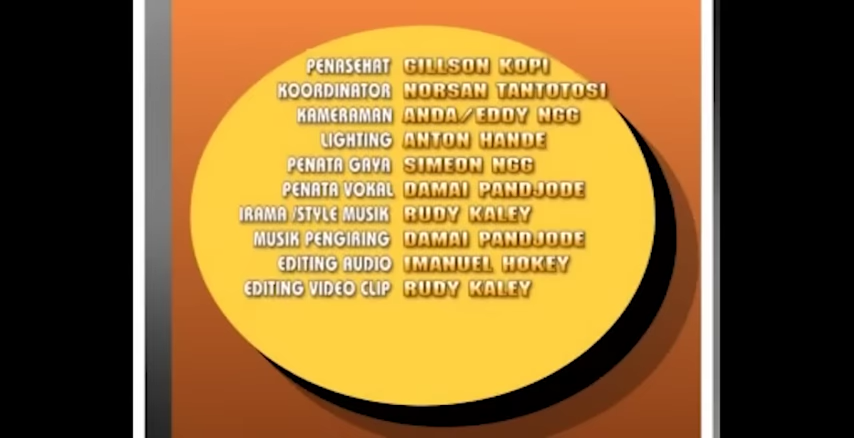 PENASEHAT GILLSON KOPI
KOORDINATOR NORSAN TANTOTOSI
KAMERAMAN ANDA/EDDY NGG
LIGHTING ANTON HANDE
PENATA GAYA SIMEON NGG
PENATA VOKAL DAMAI PANDJODE
IRAMA /STYLE MUSIK RUDY KALEY
MUSIK PENGIRING DAMAI PANDJODE
EDITING AUDIO IMANUEL HOKEY
EDITING VIDEO CLIP RUDY KALEY